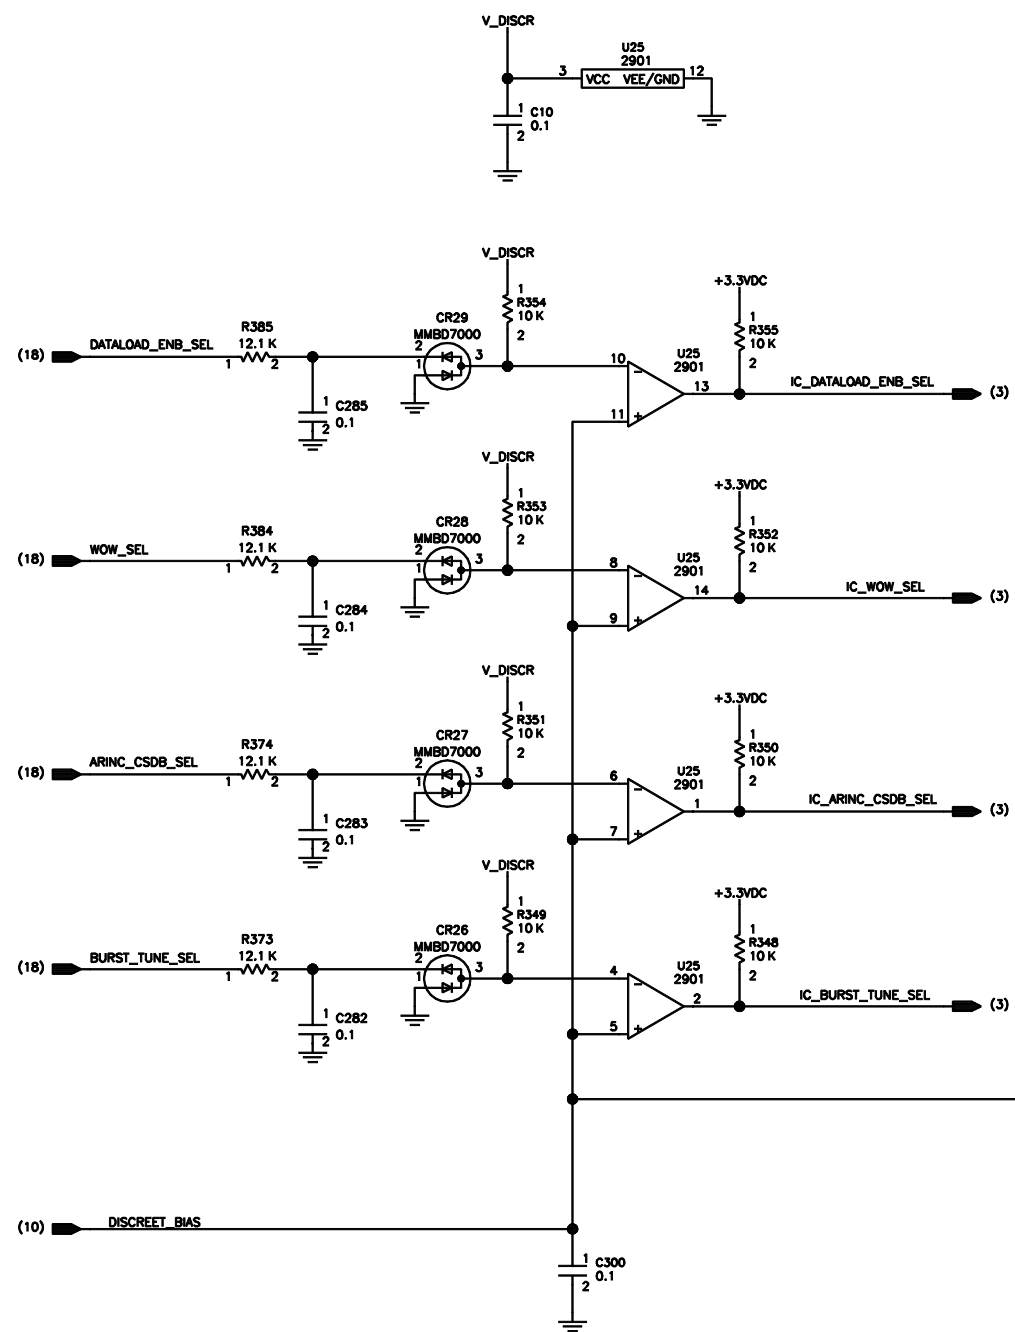 V_DISCR
U25
2901
3 VCC VEE/GND 12
1 C10
0.1
2
V_DISCR
+3.3VDC
1
R354
10 K
2
1
R355
10 K
2
R385
12.1 K
CR29
MMBD7000
(18) DATALOAD_ENB_SEL
1 2
2
1
3
10
U25
2901
13
11
IC_DATALOAD_ENB_SEL (3)
1 C285
2 0.1
V_DISCR
+3.3VDC
1
R353
10 K
2
1
R352
10 K
2
R384
12.1 K
CR28
MMBD7000
(18) WOW_SEL
1 2
2
1
3
8
U25
2901
14
9
IC_WOW_SEL (3)
1 C284
2 0.1
V_DISCR
+3.3VDC
1
R351
10 K
2
1
R350
10 K
2
R374
12.1 K
CR27
MMBD7000
(18) ARINC_CSDB_SEL
1 2
2
1
3
6
U25
2901
1
7
IC_ARINC_CSDB_SEL (3)
1 C283
2 0.1
V_DISCR
+3.3VDC
1
R349
10 K
2
1
R348
10 K
2
R373
12.1 K
CR26
MMBD7000
(18) BURST_TUNE_SEL
1 2
2
1
3
4
U25
2901
2
5
IC_BURST_TUNE_SEL (3)
1 C282
2 0.1
(10) DISCREET_BIAS
1 C300
0.1
2